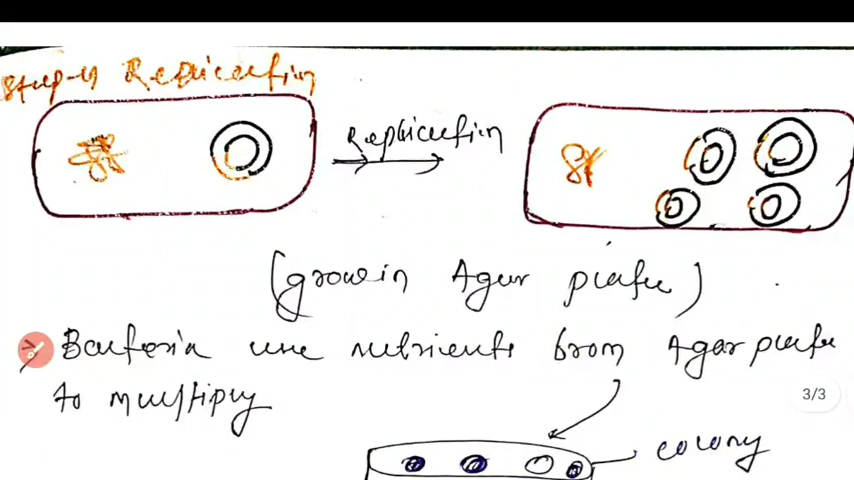 Step-4 Replication
Replication
(grow in Agar plate)
> Bacteria use nutrients from Agar plate
to multiply
3/3
colony